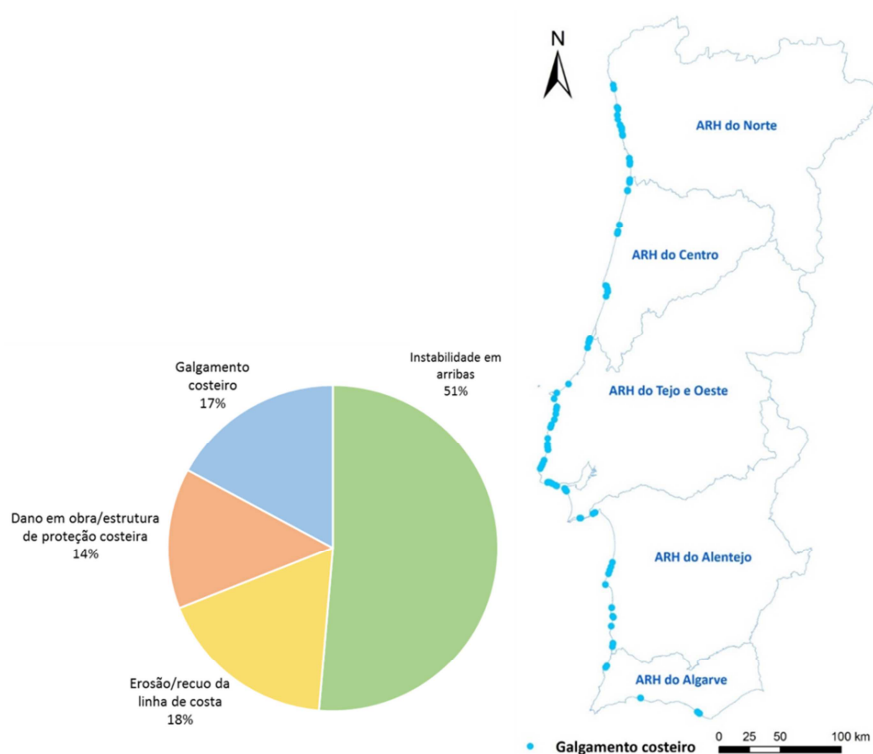 Galgamento
costeiro
17%
Instabilidade em
arribas
51%
Dano em obra/estrutura
de proteção costeira
14%
Erosão/recuo da
linha de costa
18%
N
ARH do Norte
ARH do Centro
ARH do Tejo e Oeste
ARH do Alentejo
ARH do Algarve
Galgamento costeiro
0 25 50 100 km